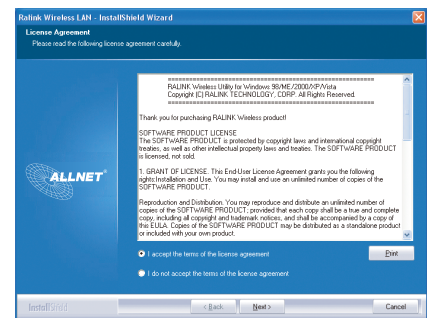 Ralink Wireless LAN - InstallShield Wizard
License Agreement
Please read the following license agreement carefully.
RALINK Wireless Utility for Windows 98/ME/2000/XP/Vista
Copyright (C) RALINK TECHNOLOGY, CORP. All Rights Reserved.
Thank you for purchasing RALINK Wireless product!
SOFTWARE PRODUCT LICENSE
The SOFTWARE PRODUCT is protected by copyright laws and international copyright
treaties, as well as other intellectual property laws and treaties. The SOFTWARE PRODUCT
is licensed, not sold.
1. GRANT OF LICENSE. This End-User License Agreement grants you the following
rights:Installation and Use. You may install and use an unlimited number of copies of the
SOFTWARE PRODUCT.
Reproduction and Distribution. You may reproduce and distribute an unlimited number of
copies of the SOFTWARE PRODUCT; provided that each copy shall be a true and complete
copy, including all copyright and trademark notices, and shall be accompanied by a copy of
this EULA. Copies of the SOFTWARE PRODUCT may be distributed as a standalone product
or included with your own product.
ALLNET®
I accept the terms of the license agreement
Print
I do not accept the terms of the license agreement
InstallShield
< Back
Next >
Cancel